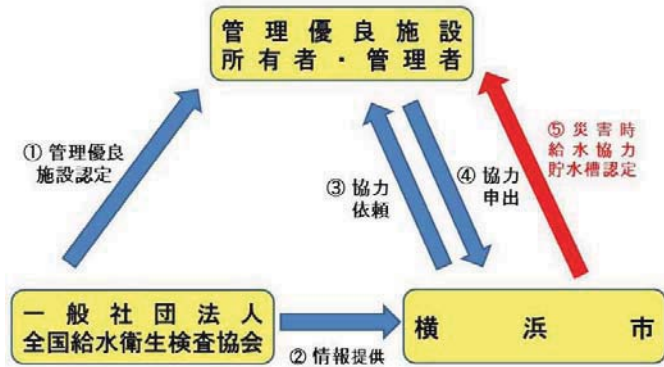 管理優良施設
所有者・管理者
① 管理優良
施設認定
③ 協力
依頼
④ 協力
申出
⑤ 災害時
給水協力
貯水槽認定
一般社団法人
全国給水衛生検査協会
② 情報提供
横浜市